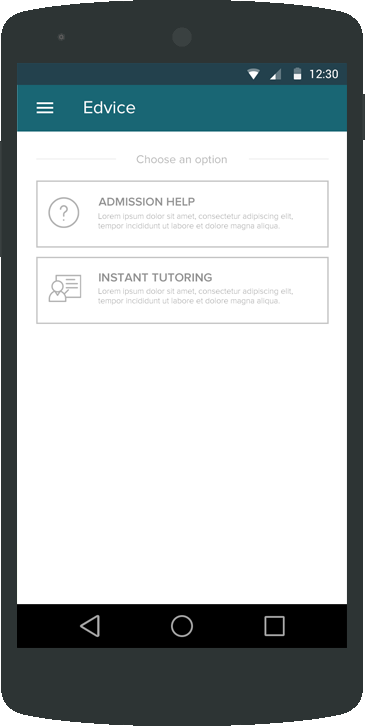 12:30
Edvice
Choose an option
ADMISSION HELP
Lorem ipsum dolor sit amet, consectetur adipiscing elit,
tempor incididunt ut labore et dolore magna aliqua.
INSTANT TUTORING
Lorem ipsum dolor sit amet, consectetur adipiscing elit,
tempor incididunt ut labore et dolore magna aliqua.